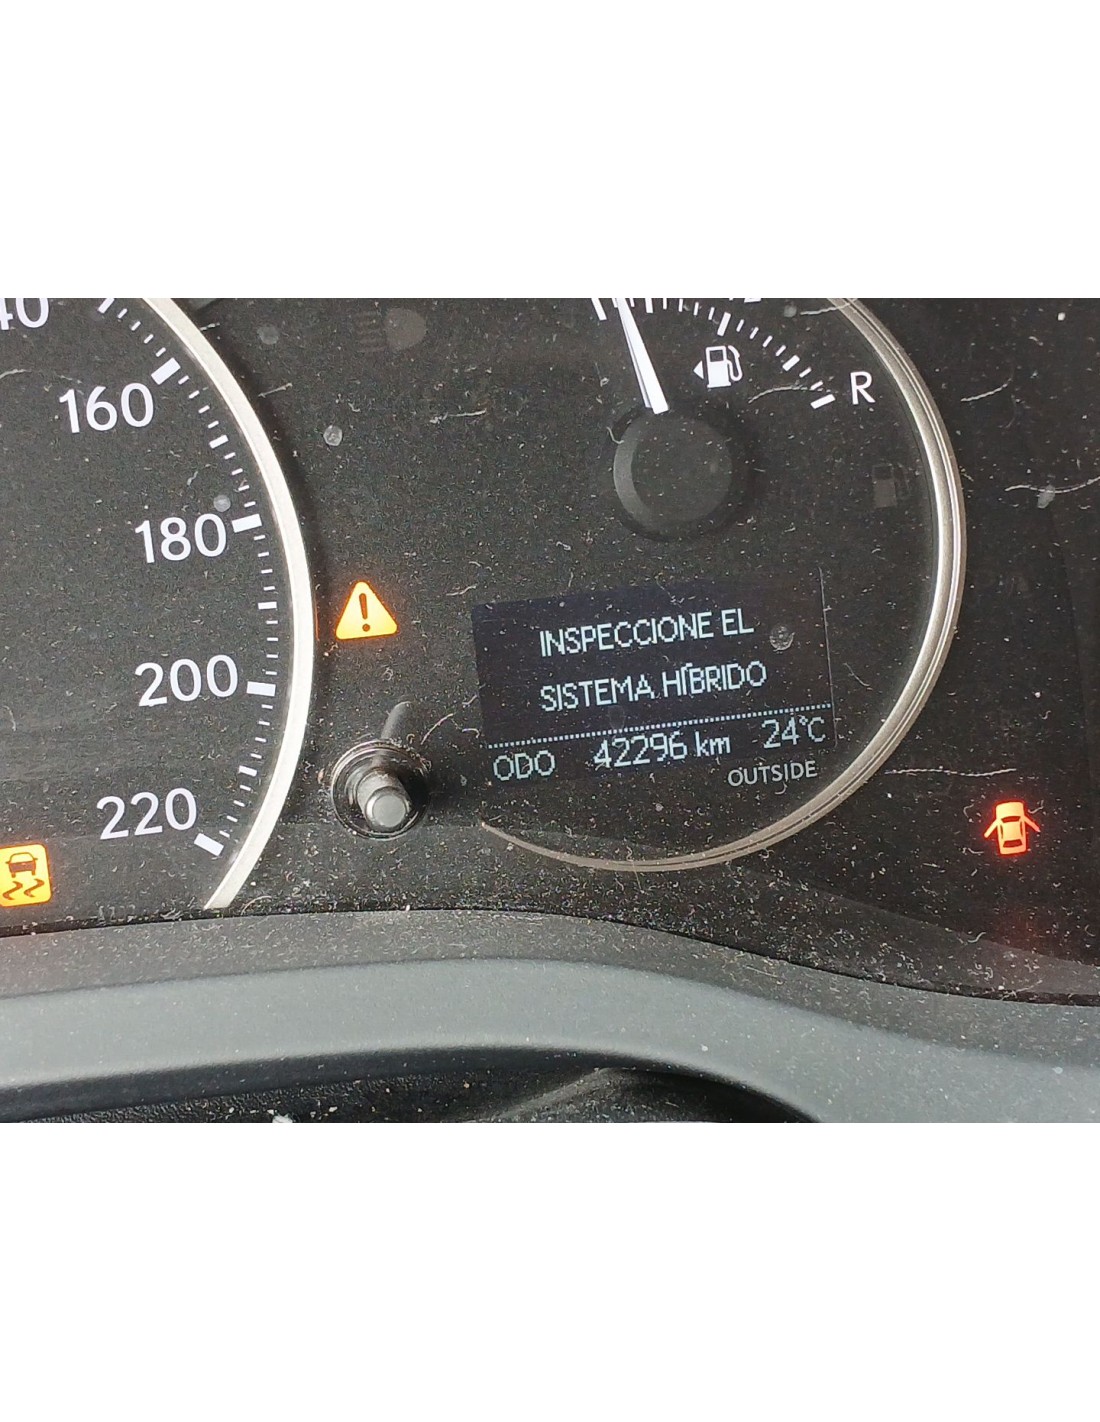 160
180
200
220
R
INSPECCIONE EL
SISTEMA HÍBRIDO
ODO 42296 km 24°C
OUTSIDE